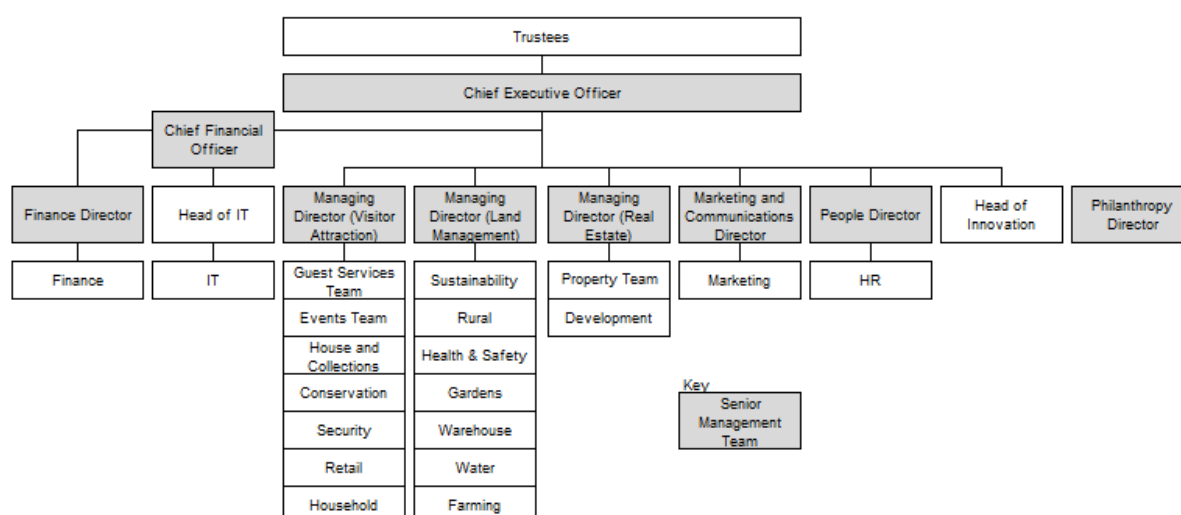 Trustees
Chief Executive Officer
Chief Financial
Officer
Finance Director
Head of IT
Managing
Director (Visitor
Attraction)
Managing
Director (Land
Management)
Managing
Director (Real
Estate)
Marketing and
Communications
Director
People Director
Head of
Innovation
Philanthropy
Director
Finance
IT
Guest Services
Team
Sustainability
Property Team
Marketing
HR
Events Team
Rural
Development
House and
Collections
Health & Safety
Conservation
Gardens
Key
Senior
Management
Team
Security
Warehouse
Retail
Water
Household
Farming